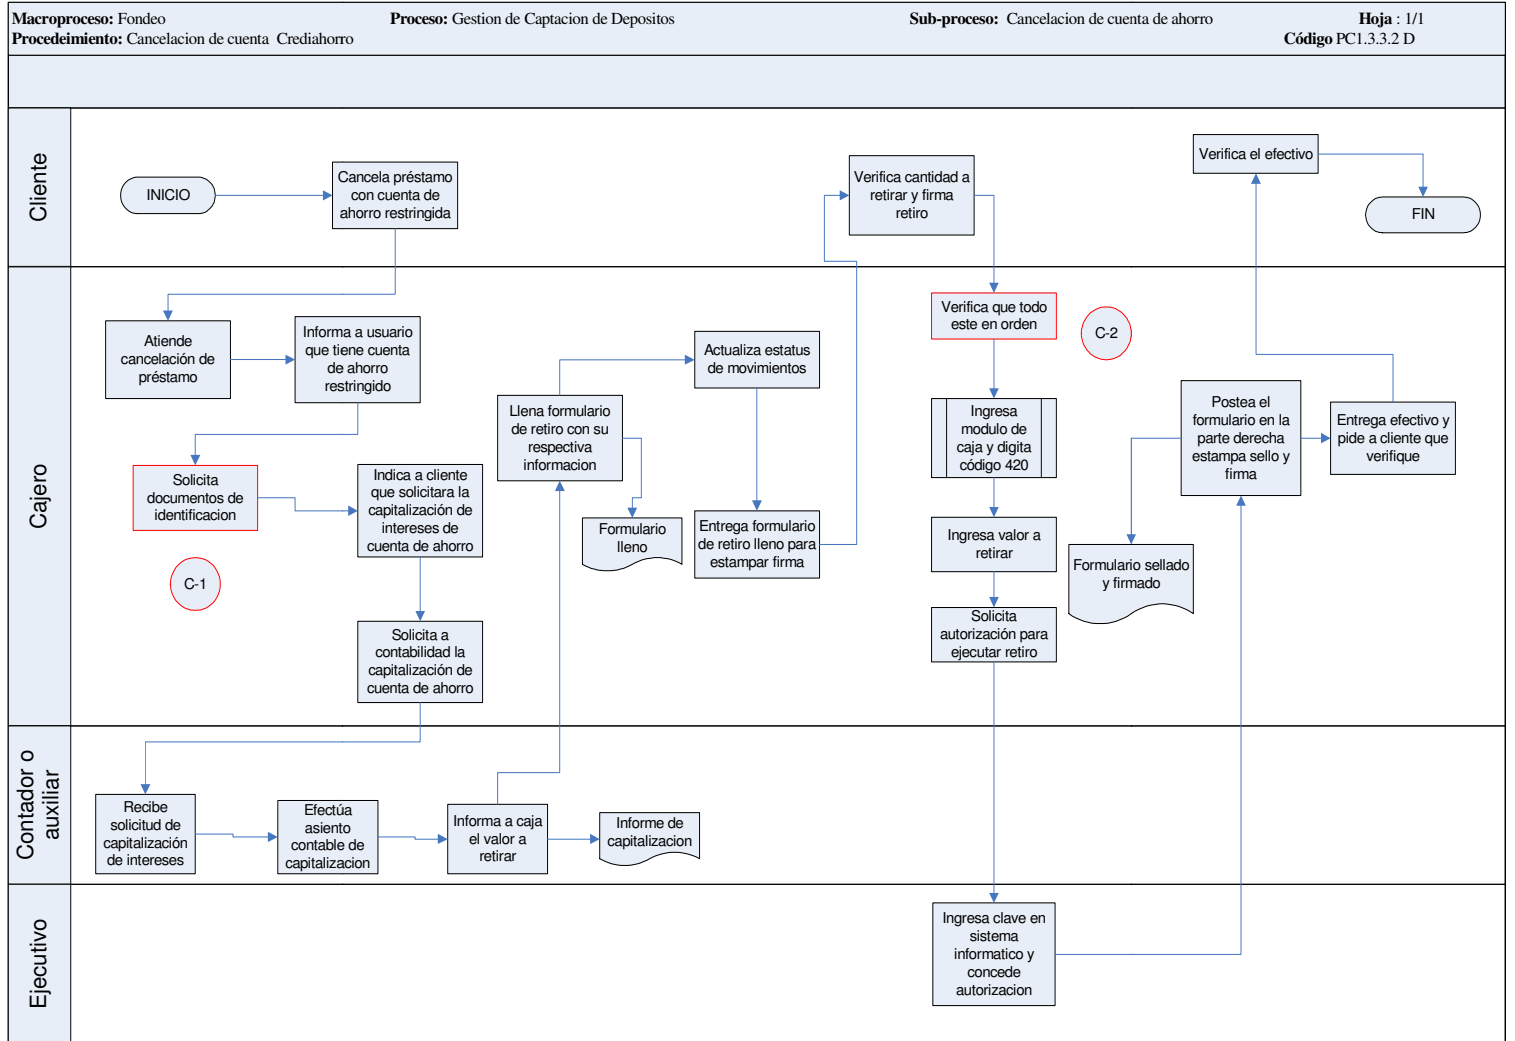 Macroproceso: Fondeo
Proceso: Gestion de Captacion de Depositos
Sub-proceso: Cancelacion de cuenta de ahorro
Hoja : 1/1
Procedeimiento: Cancelacion de cuenta Crediahorro
Código PC1.3.3.2 D
Cliente
INICIO
Cancela préstamo
con cuenta de
ahorro restringida
Verifica cantidad a
retirar y firma
retiro
Verifica el efectivo
FIN
Cajero
Atiende
cancelación de
préstamo
Informa a usuario
que tiene cuenta
de ahorro
restringido
Solicita
documentos de
identificacion
C-1
Indica a cliente
que solicitara la
capitalización de
intereses de
cuenta de ahorro
Solicita a
contabilidad la
capitalización de
cuenta de ahorro
Llena formulario
de retiro con su
respectiva
informacion
Formulario
lleno
Actualiza estatus
de movimientos
Entrega formulario
de retiro lleno para
estampar firma
Verifica que todo
este en orden
C-2
Ingresa
modulo de
caja y digita
código 420
Ingresa valor a
retirar
Solicita
autorización para
ejecutar retiro
Postea el
formulario en la
parte derecha
estampa sello y
firma
Formulario sellado
y firmado
Entrega efectivo y
pide a cliente que
verifique
Contador o
auxiliar
Recibe
solicitud de
capitalización
de intereses
Efectúa
asiento
contable de
capitalizacion
Informa a caja
el valor a
retirar
Informe de
capitalizacion
Ejecutivo
Ingresa clave en
sistema
informatico y
concede
autorizacion